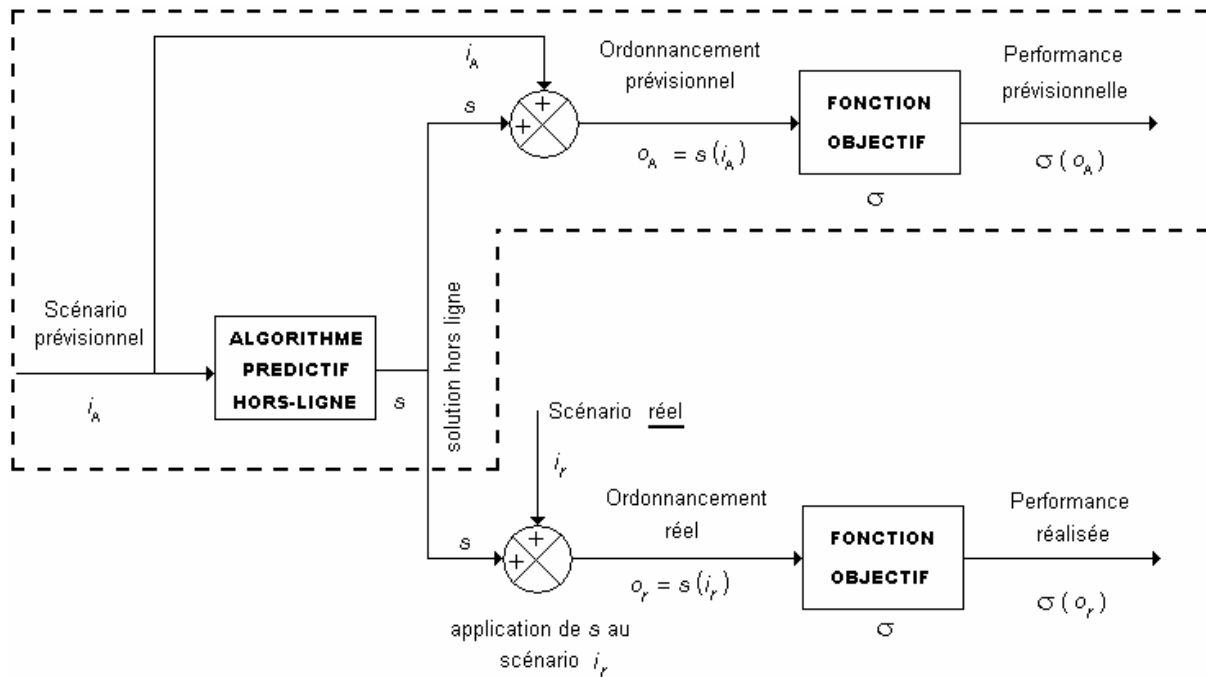 i_A
Ordonnancement
prévisionnel
Performance
prévisionnelle
s
+
+
FONCTION
OBJECTIF
o_A = s(i_A)
σ(o_A)
σ
Scénario
prévisionnel
ALGORITHME
PREDICTIF
HORS-LIGNE
i_A
s
solution hors ligne
Scénario réel
i_r
Ordonnancement
réel
Performance
réalisée
s
+
+
FONCTION
OBJECTIF
o_r = s(i_r)
σ(o_r)
σ
application de s au
scénario i_r